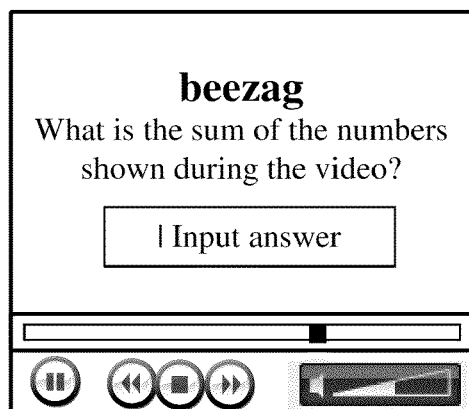 beezag
What is the sum of the numbers
shown during the video?
| Input answer